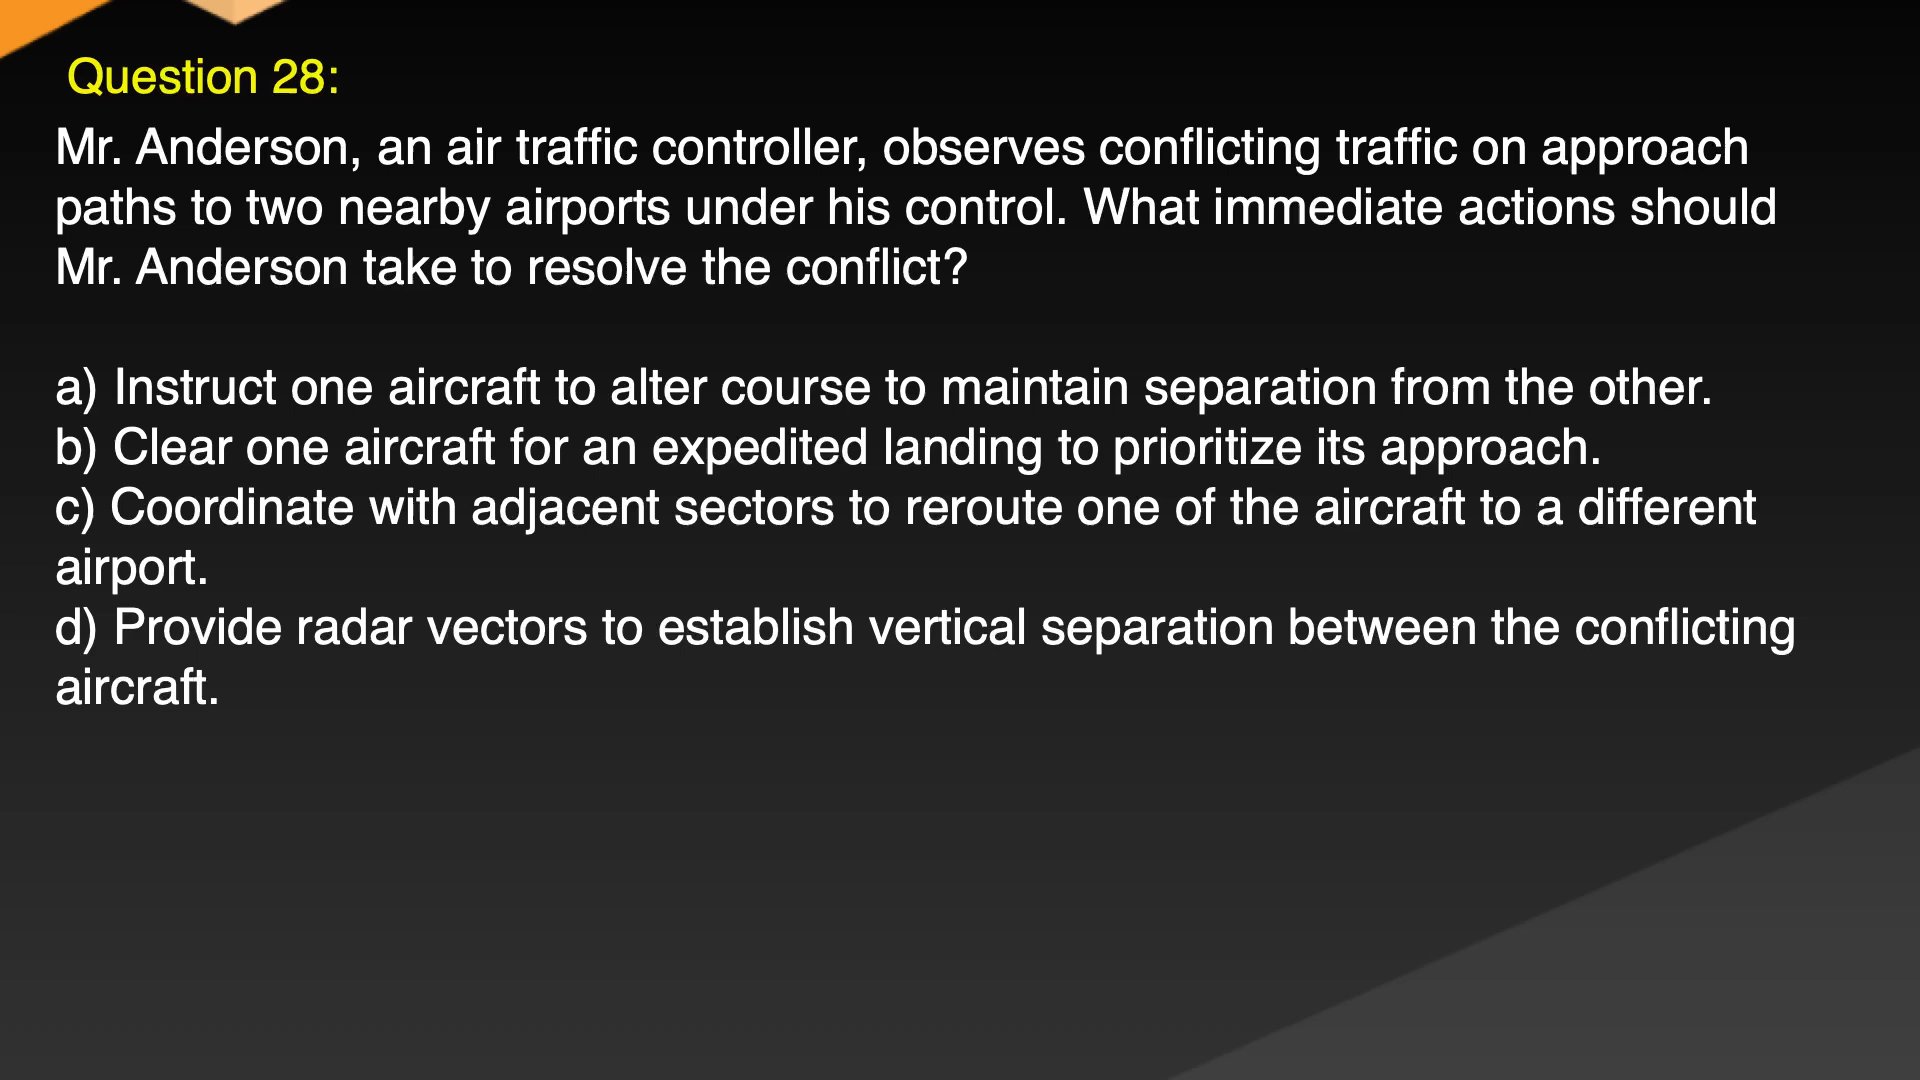 Question 28:
Mr. Anderson, an air traffic controller, observes conflicting traffic on approach
paths to two nearby airports under his control. What immediate actions should
Mr. Anderson take to resolve the conflict?
a) Instruct one aircraft to alter course to maintain separation from the other.
b) Clear one aircraft for an expedited landing to prioritize its approach.
c) Coordinate with adjacent sectors to reroute one of the aircraft to a different
airport.
d) Provide radar vectors to establish vertical separation between the conflicting
aircraft.